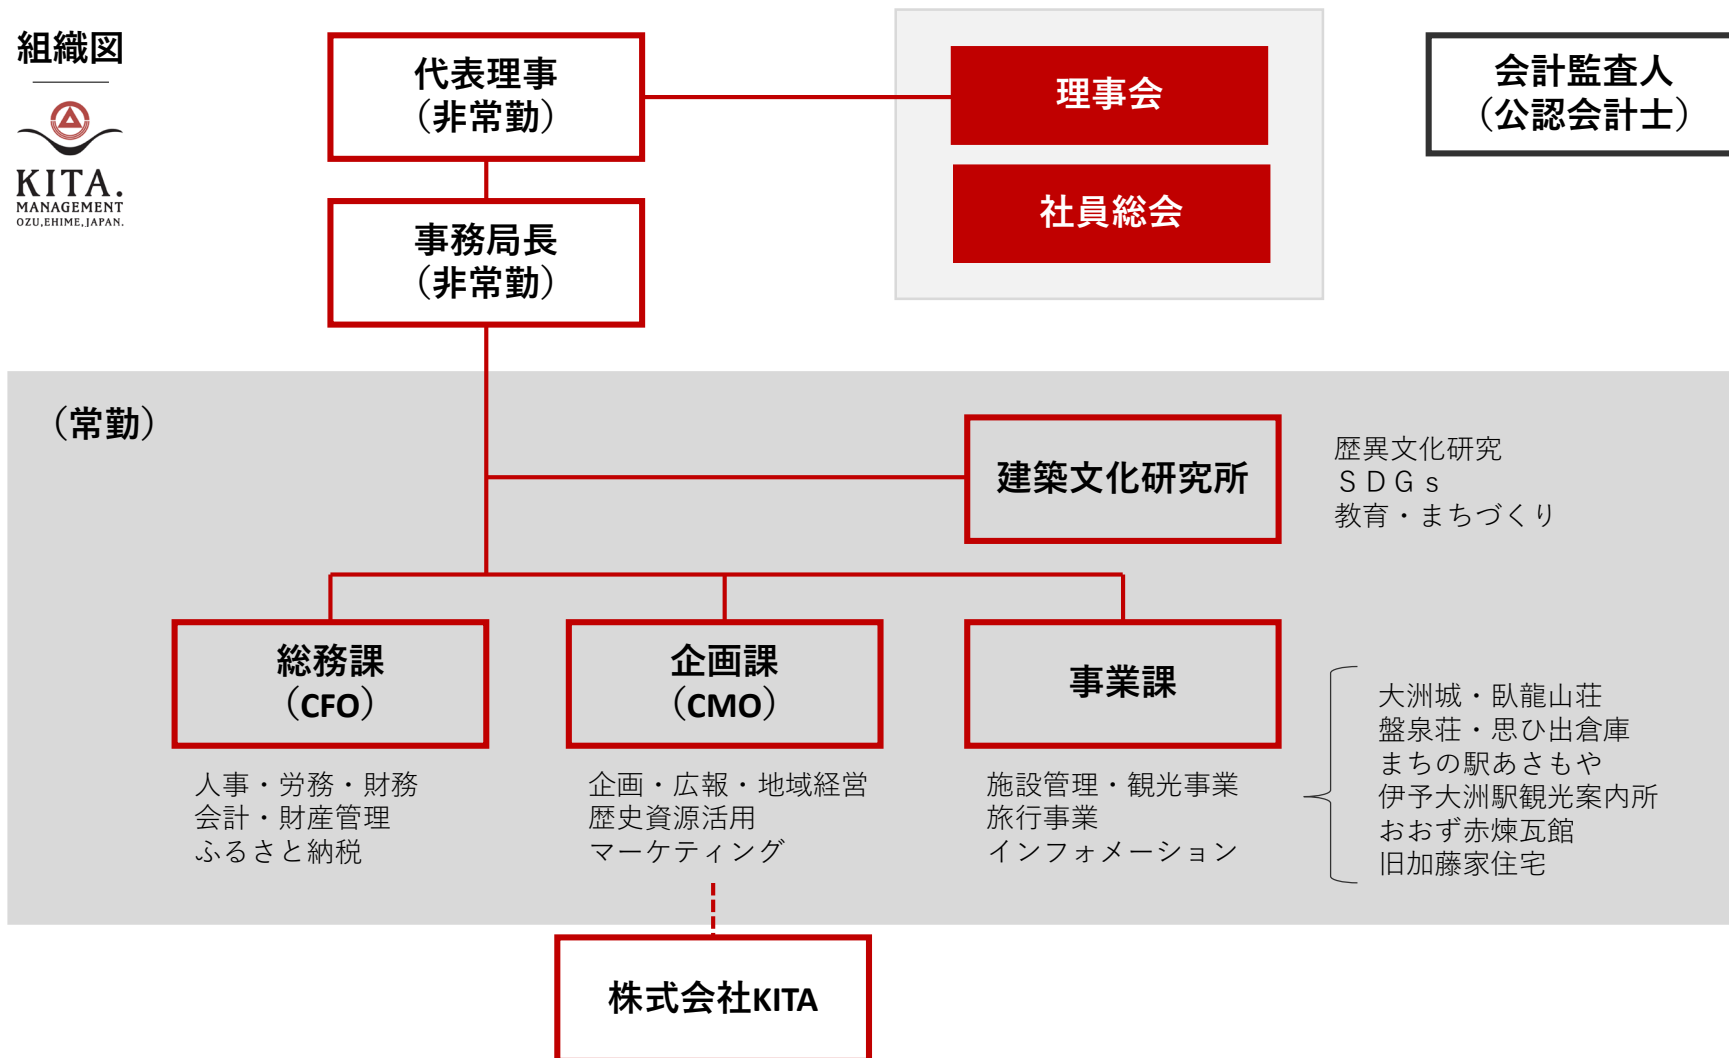 組織図
KITA.
MANAGEMENT
OZU,EHIME,JAPAN.
代表理事
（非常勤）
理事会
社員総会
会計監査人
（公認会計士）
事務局長
（非常勤）
（常勤）
建築文化研究所
歴異文化研究
ＳＤＧｓ
教育・まちづくり
総務課
（CFO）
人事・労務・財務
会計・財産管理
ふるさと納税
企画課
（CMO）
企画・広報・地域経営
歴史資源活用
マーケティング
事業課
施設管理・観光事業
旅行事業
インフォメーション
大洲城・臥龍山荘
盤泉荘・思ひ出倉庫
まちの駅あさもや
伊予大洲駅観光案内所
おおず赤煉瓦館
旧加藤家住宅
株式会社KITA